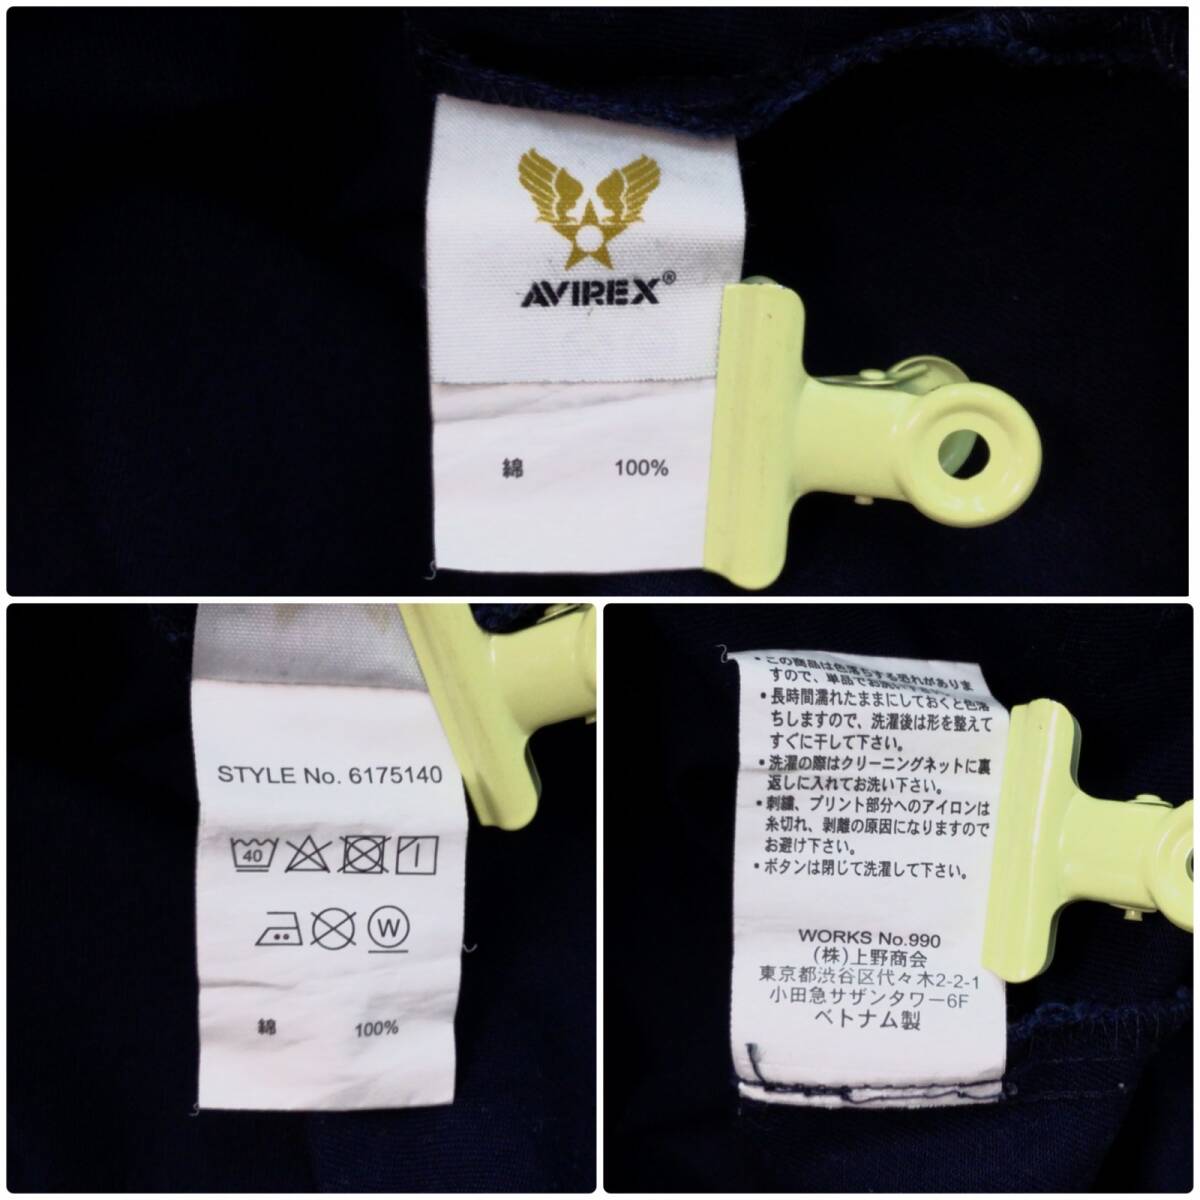 AVIREX®
綿 100%
STYLE No. 6175140
40
W
綿 100%
・この商品は色落ちする恐れがありま
すので、単品でお洗い下さい。
・長時間濡れたままにしておくと色落
ちしますので、洗濯後は形を整えて
すぐに干して下さい。
・洗濯の際はクリーニングネットに裏
返しに入れてお洗い下さい。
・刺繍、プリント部分へのアイロンは
糸切れ、剥離の原因になりますので
お避け下さい。
・ボタンは閉じて洗濯して下さい。
WORKS No.990
(株)上野商会
東京都渋谷区代々木2-2-1
小田急サザンタワー6F
ベトナム製